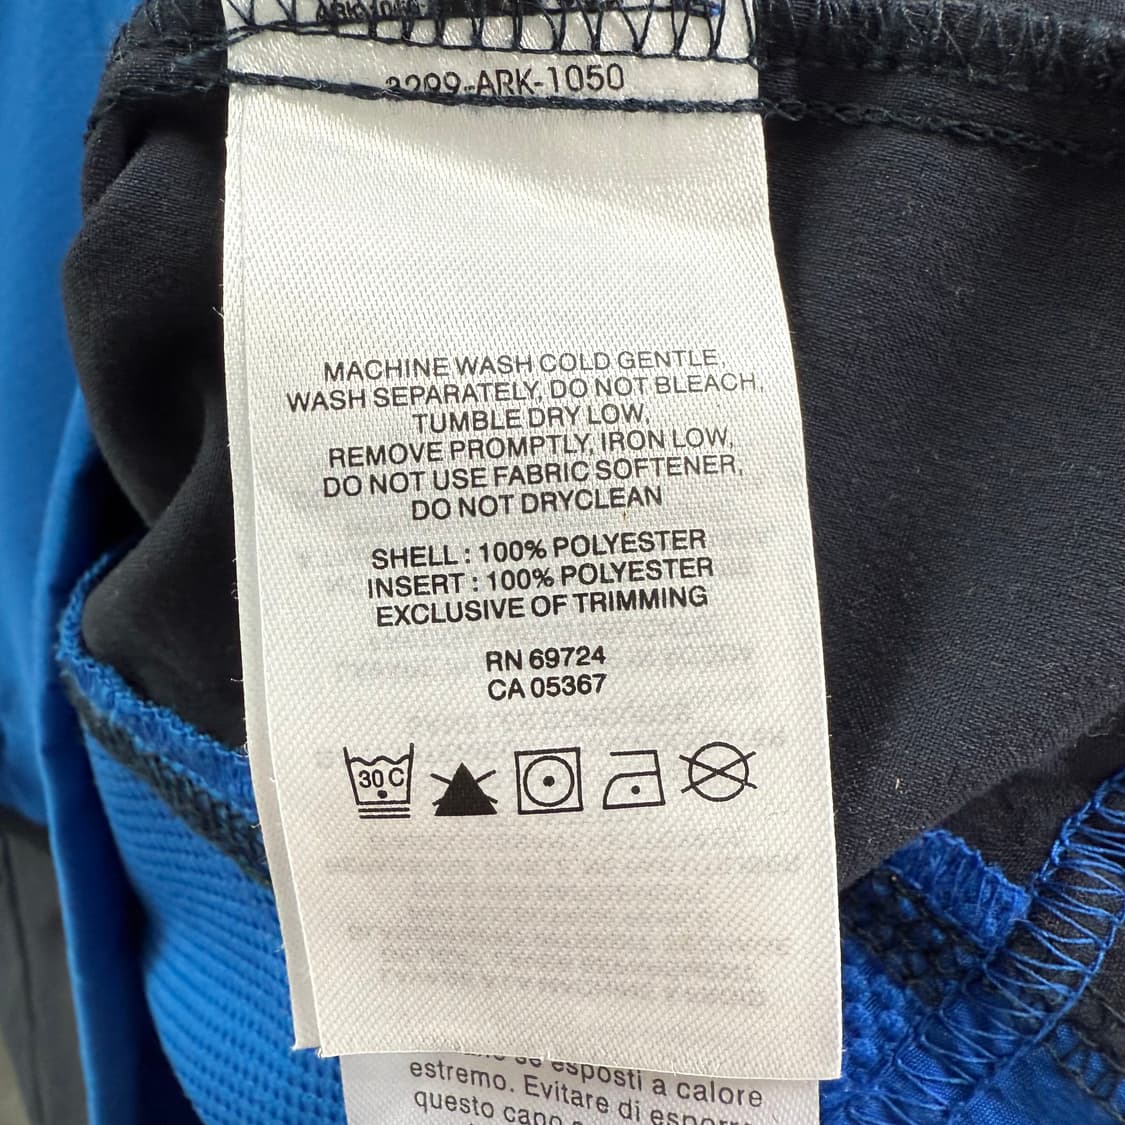 -ARK-1050
MACHINE WASH COLD GENTLE,
WASH SEPARATELY, DO NOT BLEACH,
TUMBLE DRY LOW,
REMOVE PROMPTLY, IRON LOW,
DO NOT USE FABRIC SOFTENER,
DO NOT DRYCLEAN
SHELL : 100% POLYESTER
INSERT : 100% POLYESTER
EXCLUSIVE OF TRIMMING
RN 69724
CA 05367
30 C
se esposti a calore
estremo. Evitare di
questo capo